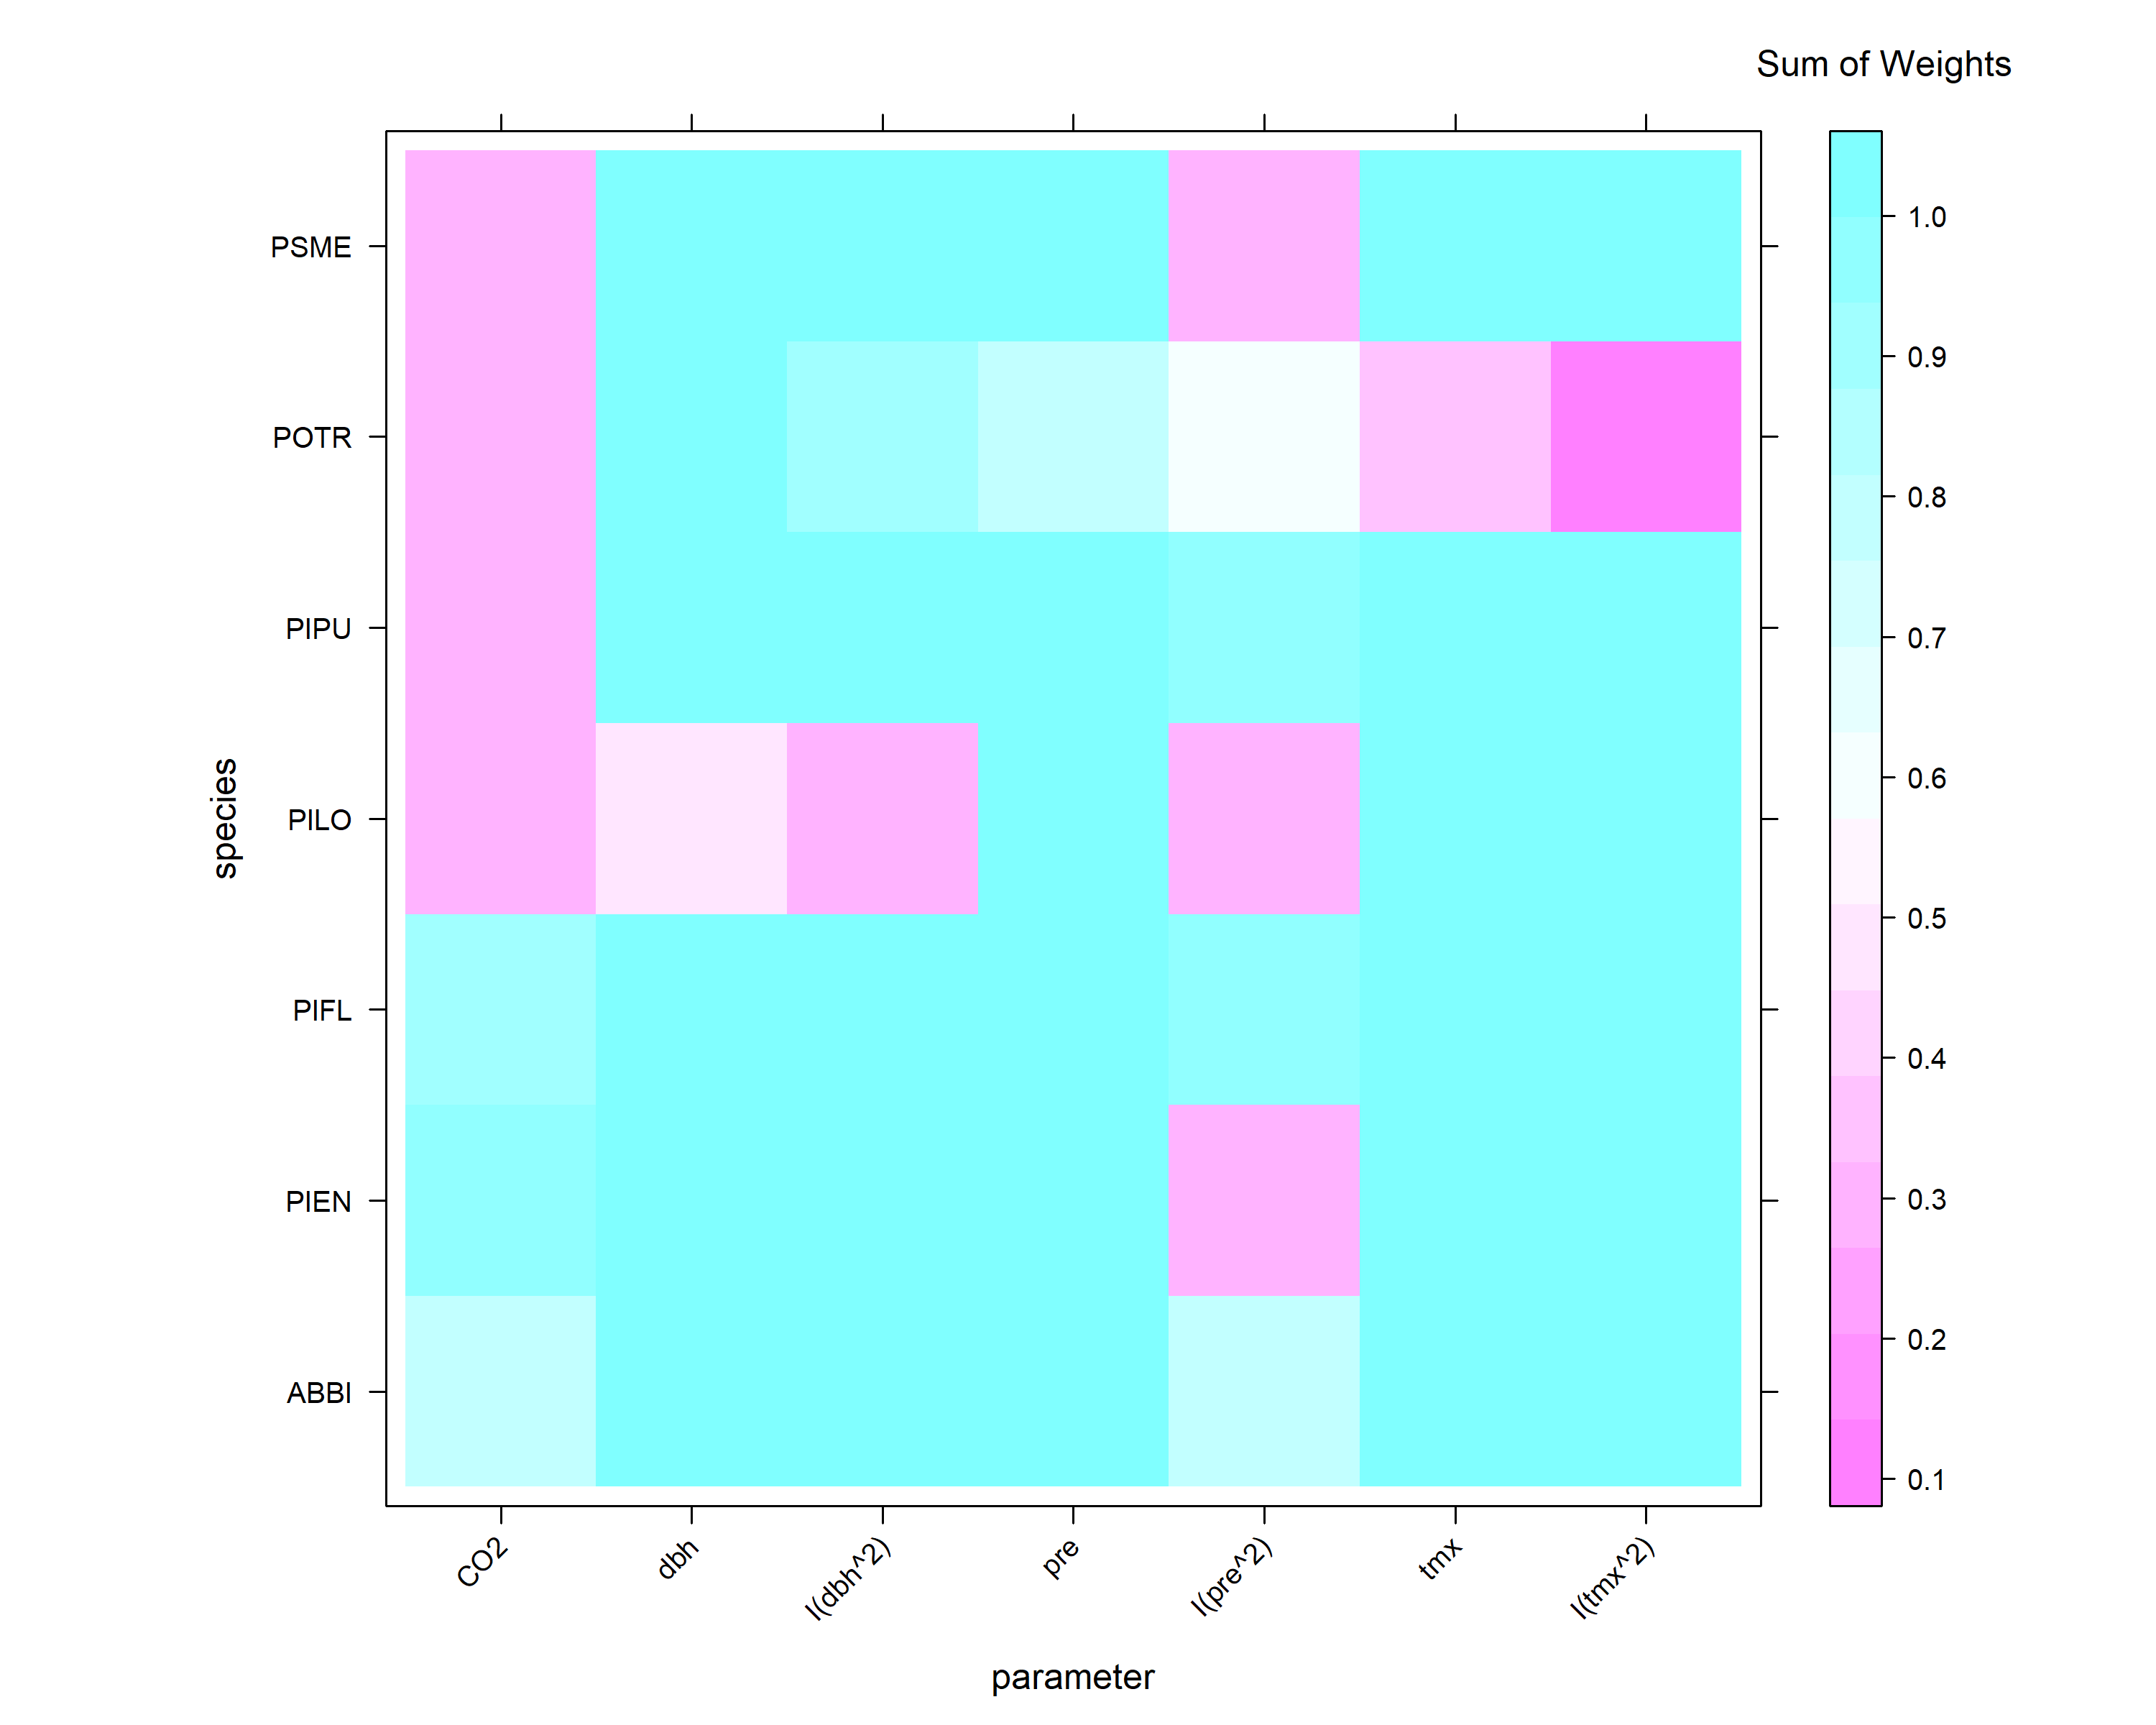 Sum of Weights
PSME
POTR
PIPU
PILO
PIFL
PIEN
ABBI
species
1.0
0.9
0.8
0.7
0.6
0.5
0.4
0.3
0.2
0.1
CO2
dbh
I(dbh^2)
pre
I(pre^2)
tmx
I(tmx^2)
parameter